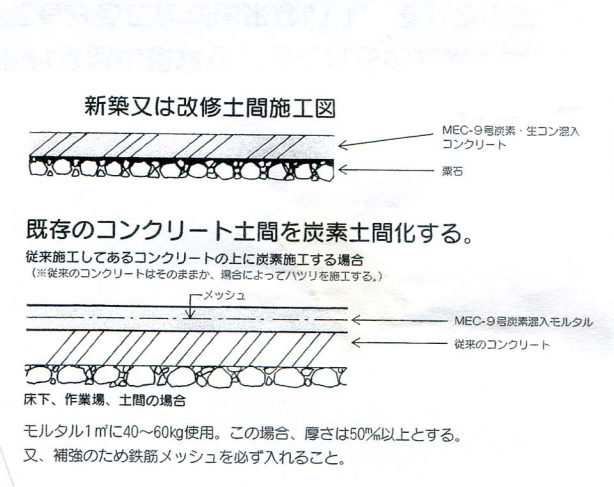 新築又は改修土間施工図
MEC-9号炭素・生コン混入
コンクリート
栗石
既存のコンクリート土間を炭素土間化する。
従来施工してあるコンクリートの上に炭素施工する場合
(※従来のコンクリートはそのままか、場合によってハツリを施工する。)
メッシュ
MEC-9号炭素混入モルタル
従来のコンクリート
床下、作業場、土間の場合
モルタル1㎥に40〜60kg使用。この場合、厚さは50㎜以上とする。
又、補強のため鉄筋メッシュを必ず入れること。